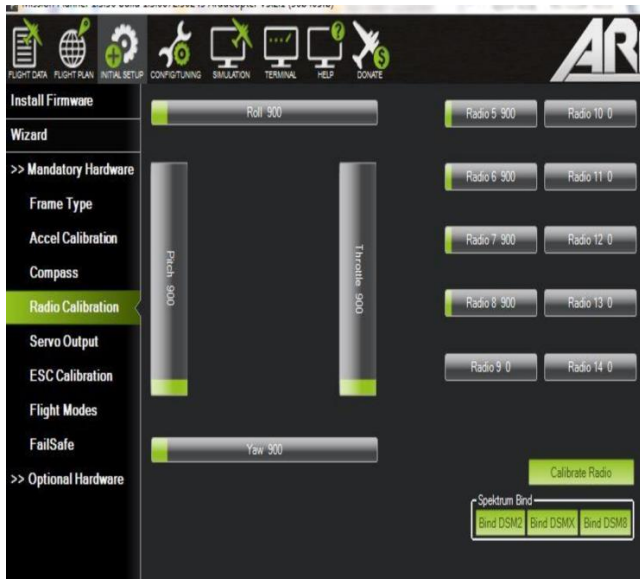 FLIGHT DATA FLIGHT PLAN INITIAL SETUP CONFIG/TUNING SIMULATION TERMINAL HELP DONATE
Install Firmware
Wizard
>> Mandatory Hardware
Frame Type
Accel Calibration
Compass
Radio Calibration
Servo Output
ESC Calibration
Flight Modes
FailSafe
>> Optional Hardware
Roll 900
Pitch 900
Throttle 900
Yaw 900
Radio 5 900 Radio 10 0
Radio 6 900 Radio 11 0
Radio 7 900 Radio 12 0
Radio 8 900 Radio 13 0
Radio 9 0 Radio 14 0
Calibrate Radio
Spektrum Bind
Bind DSM2 Bind DSMX Bind DSM8